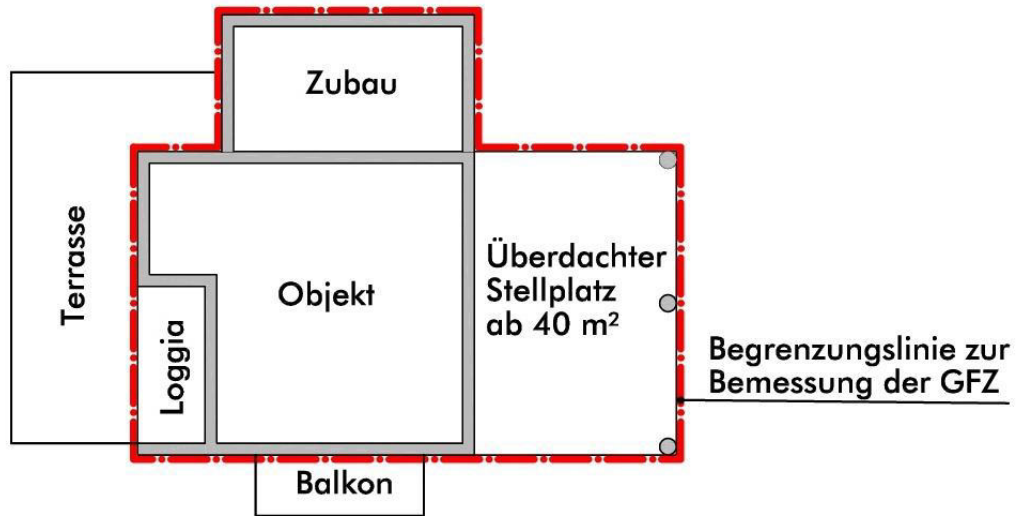 Zubau
Terrasse
Objekt
Loggia
Überdachter
Stellplatz
ab 40 m²
Begrenzungslinie zur
Bemessung der GFZ
Balkon